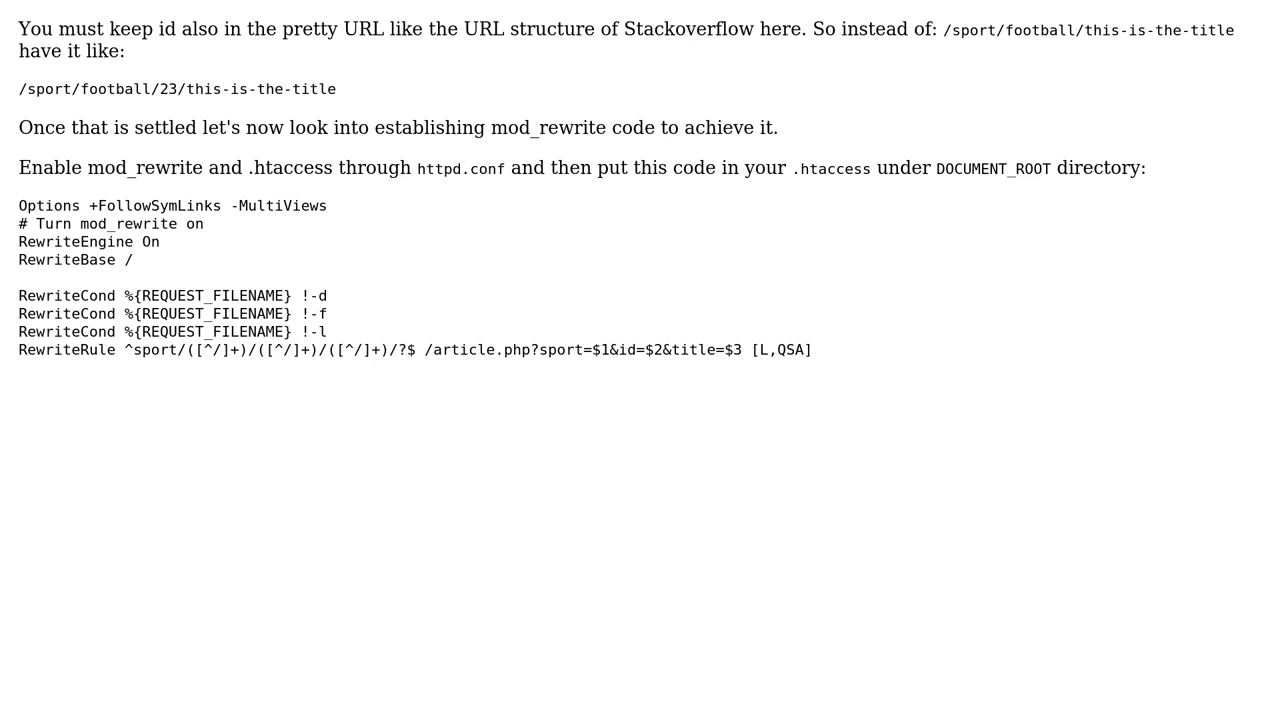 You must keep id also in the pretty URL like the URL structure of Stackoverflow here. So instead of: /sport/football/this-is-the-title
have it like:
/sport/football/23/this-is-the-title
Once that is settled let's now look into establishing mod_rewrite code to achieve it.
Enable mod_rewrite and .htaccess through httpd.conf and then put this code in your .htaccess under DOCUMENT_ROOT directory:
Options +FollowSymLinks -MultiViews
# Turn mod_rewrite on
RewriteEngine On
RewriteBase /
RewriteCond %{REQUEST_FILENAME} !-d
RewriteCond %{REQUEST_FILENAME} !-f
RewriteCond %{REQUEST_FILENAME} !-l
RewriteRule ^sport/([^/]+)/([^/]+)/([^/]+)/?$ /article.php?sport=$1&id=$2&title=$3 [L,QSA]